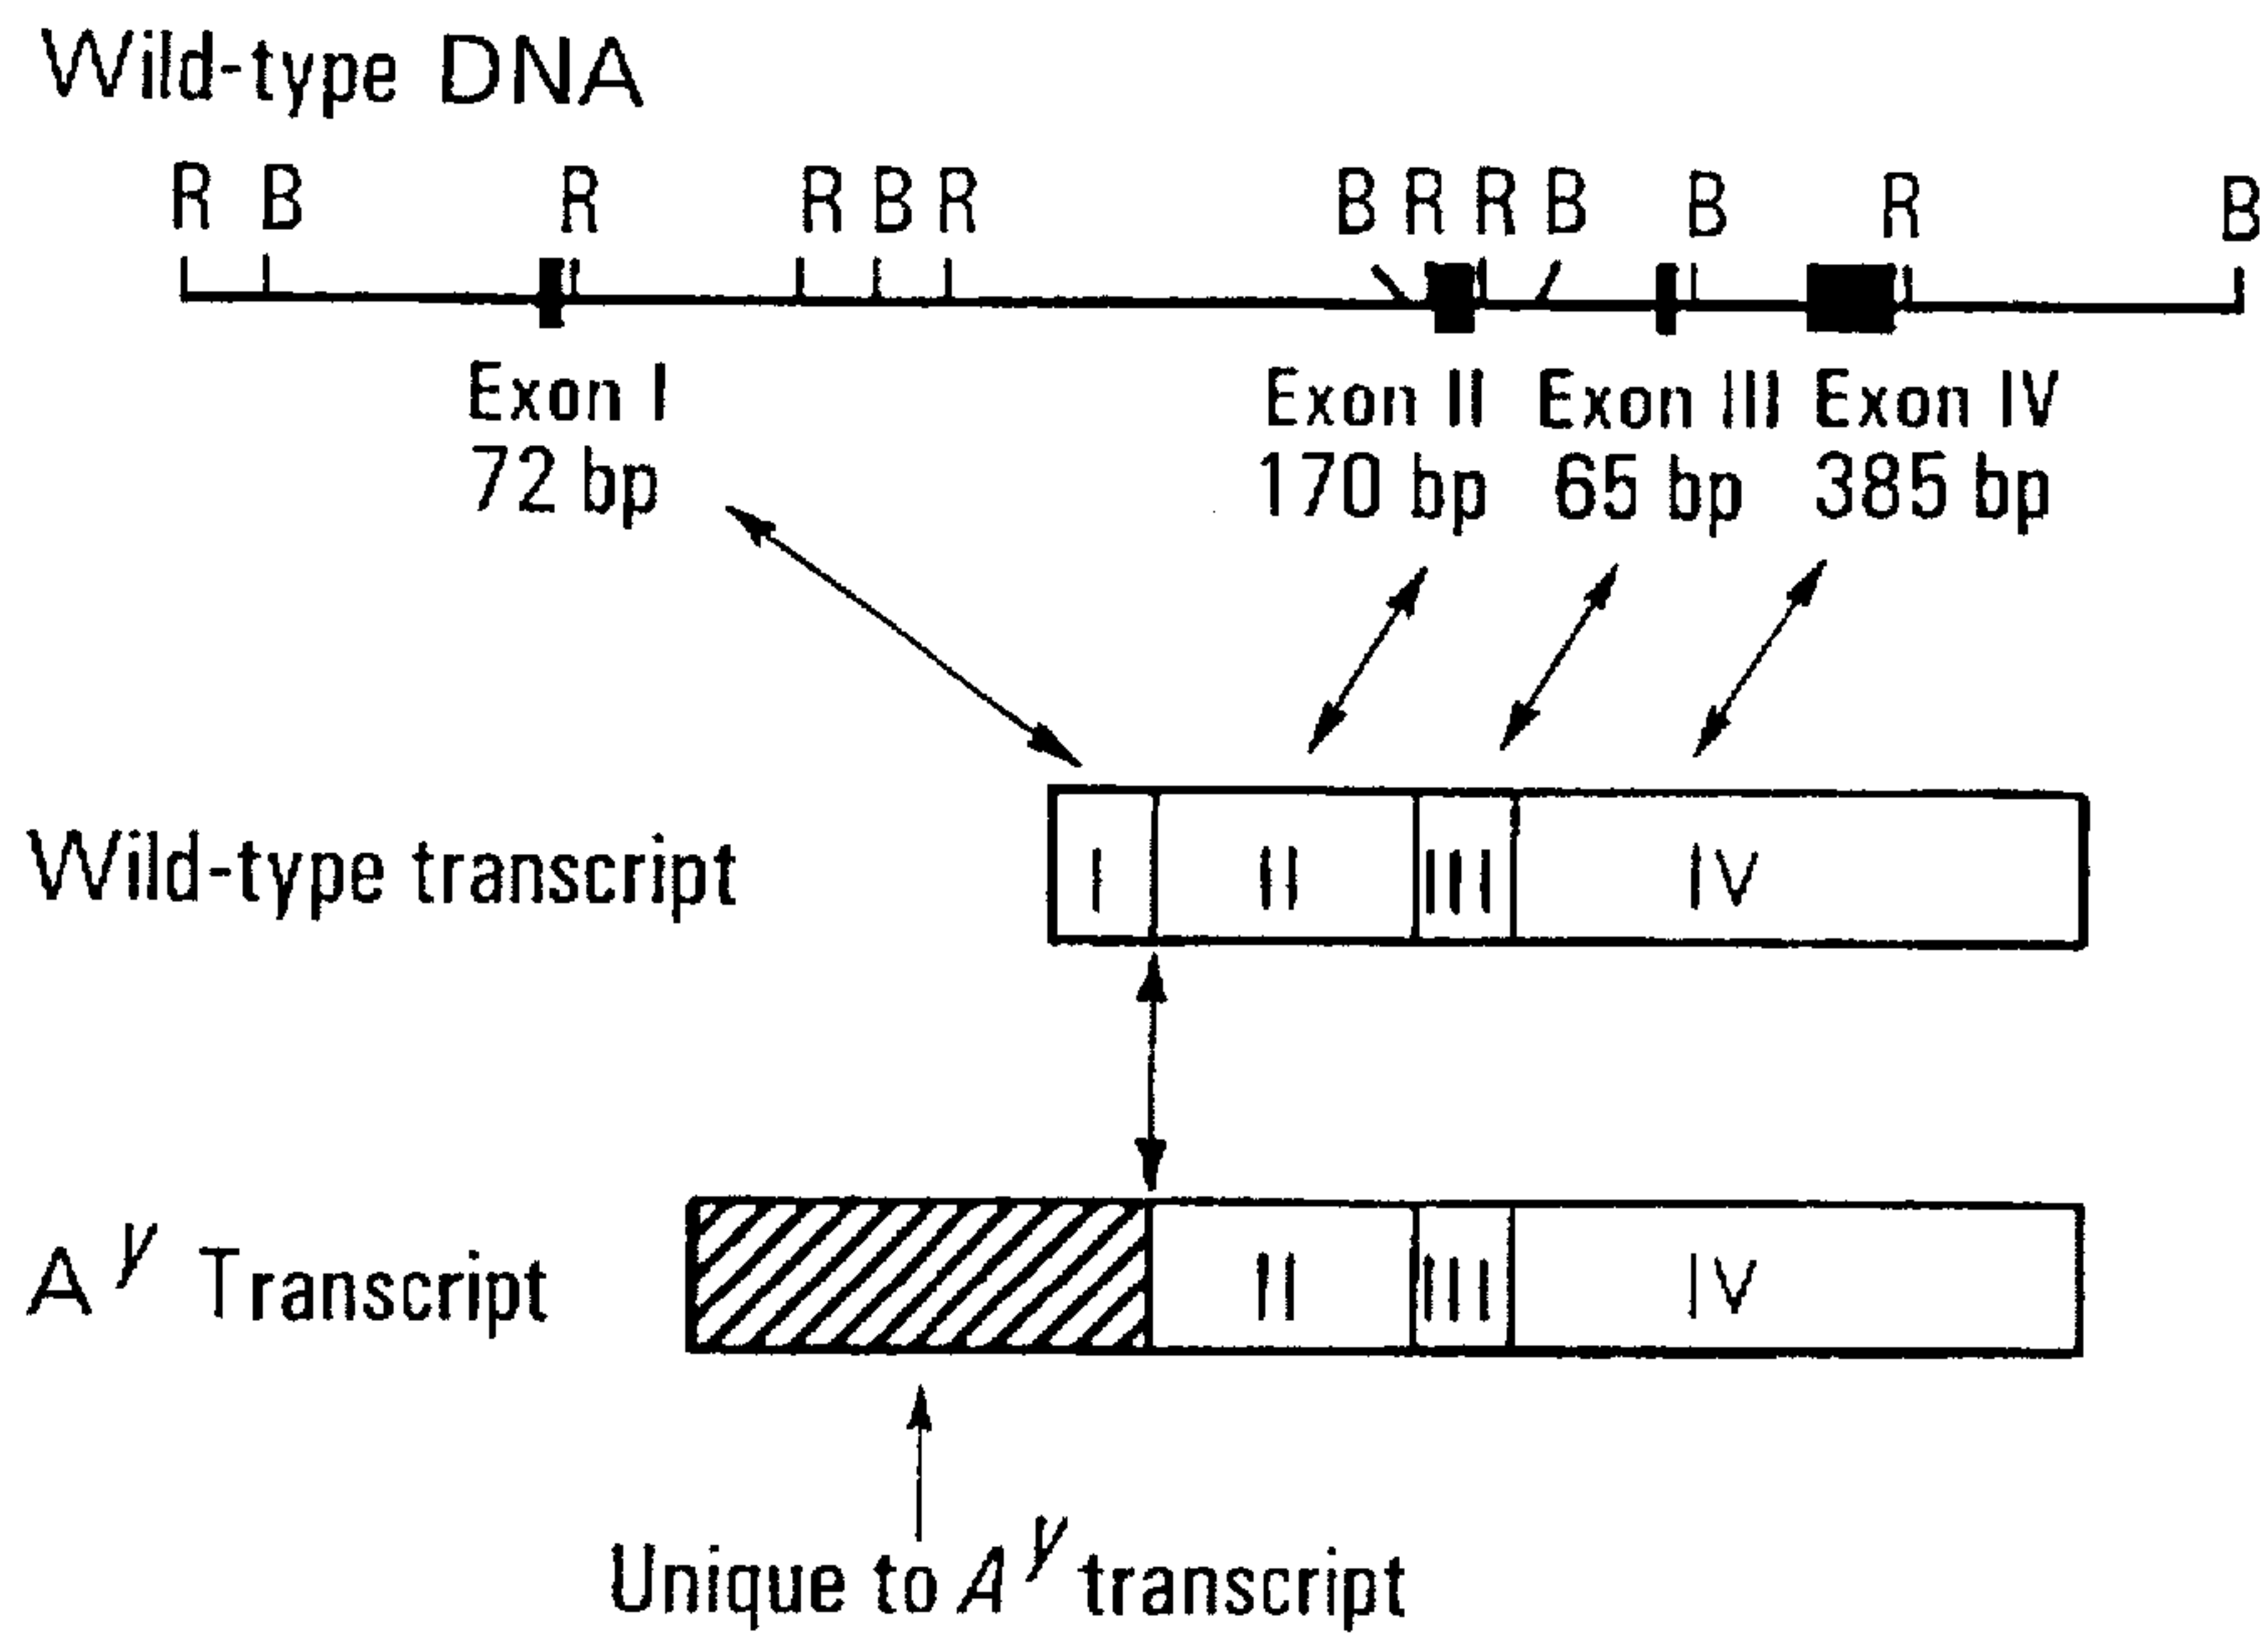 Wild-type DNA
R B R R B R B R R B B R B
Exon I Exon II Exon III Exon IV
72 bp 170 bp 65 bp 385 bp
Wild-type transcript I II III IV
A^y Transcript II III IV
Unique to A^y transcript